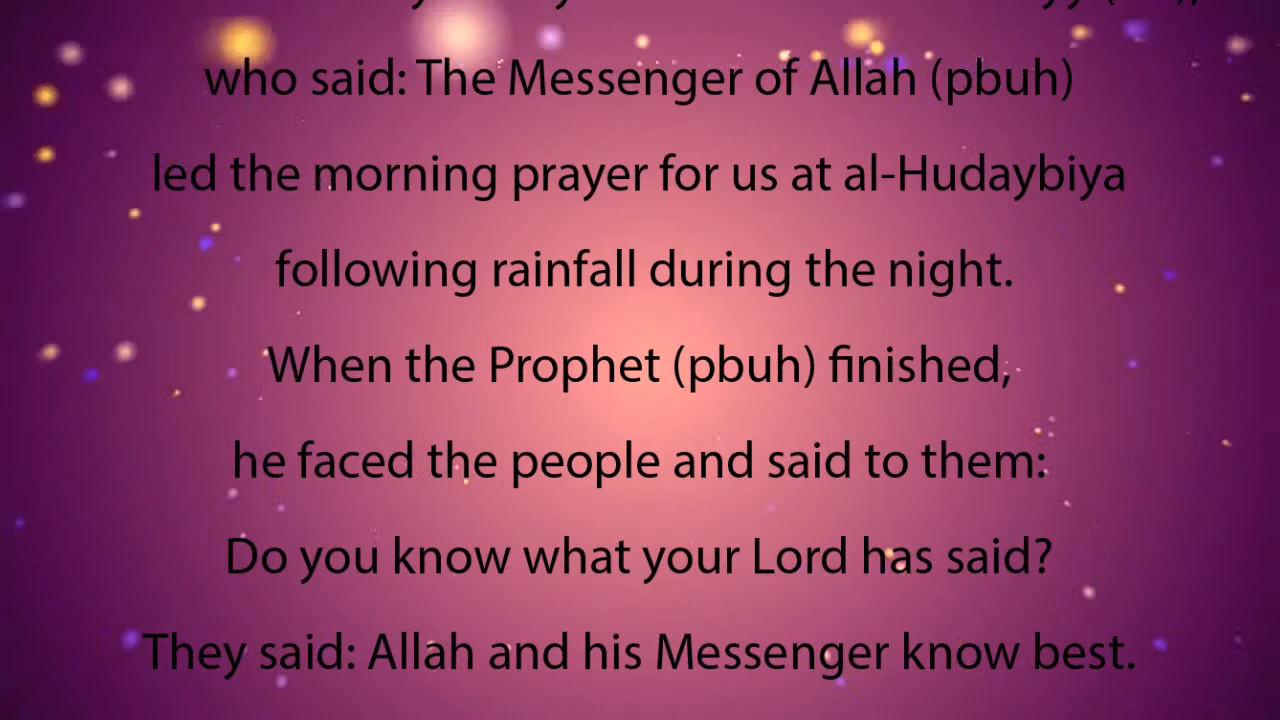 who said: The Messenger of Allah (pbuh)
led the morning prayer for us at al-Hudaybiya
following rainfall during the night.
When the Prophet (pbuh) finished,
he faced the people and said to them:
Do you know what your Lord has said?
They said: Allah and his Messenger know best.